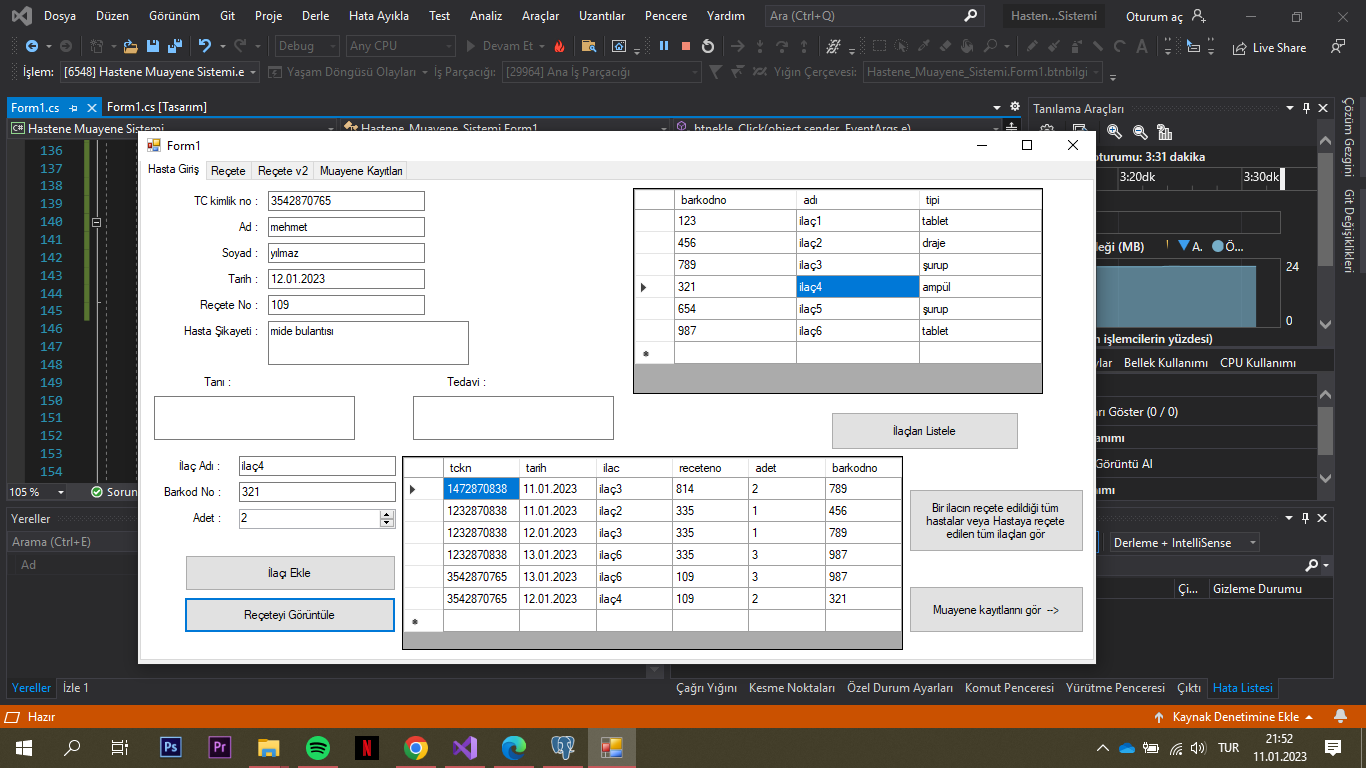 Dosya Düzen Görünüm Git Proje Derle Hata Ayıkla Test Analiz Araçlar Uzantılar Pencere Yardım Ara (Ctrl+Q) Hasten...Sistemi Oturum aç
Debug Any CPU Devam Et Live Share
İşlem: [6548] Hastene Muayene Sistemi.e Yaşam Döngüsü Olayları İş Parçacığı: [29964] Ana İş Parçacığı Yığın Çerçevesi: Hastene_Muayene_Sistemi.Form1.btnbilgi
Form1.cs Form1.cs [Tasarım]
Hastene Muayene Sistemi Hastene_Muayene_Sistemi.Form1 btnekle_Click(object sender, EventArgs e)
136
137
138
139
140
141
142
143
144
145
146
147
148
149
150
151
152
153
154
105 % Sorun
Form1
Hasta Giriş Reçete Reçete v2 Muayene Kayıtları
TC kimlik no : 3542870765
Ad : mehmet
Soyad : yılmaz
Tarih : 12.01.2023
Reçete No : 109
Hasta Şikayeti : mide bulantısı
Tanı : Tedavi :
barkodno adı tipi
123 ilaç1 tablet
456 ilaç2 draje
789 ilaç3 şurup
321 ilaç4 ampül
654 ilaç5 şurup
987 ilaç6 tablet
İlaçları Listele
İlaç Adı : ilaç4
Barkod No : 321
Adet : 2
İlaçı Ekle
Reçeteyi Görüntüle
tckn tarih ilac receteno adet barkodno
1472870838 11.01.2023 ilaç3 814 2 789
1232870838 11.01.2023 ilaç2 335 1 456
1232870838 12.01.2023 ilaç3 335 1 789
1232870838 13.01.2023 ilaç6 335 3 987
3542870765 13.01.2023 ilaç6 109 3 987
3542870765 12.01.2023 ilaç4 109 2 321
Bir ilacın reçete edildiği tüm
hastalar veya Hastaya reçete
edilen tüm ilaçları gör
Muayene kayıtlarını gör -->
Tanılama Araçları
oturumu: 3:31 dakika
3:20dk 3:30dk
eği (MB) A. Ö...
24
0
işlemcilerin yüzdesi)
Bellek Kullanımı CPU Kullanımı
Göster (0 / 0)
Görüntü Al
Çözüm Gezgini
Git Değişiklikleri
Yereller
Arama (Ctrl+E)
Ad
Derleme + IntelliSense
Çi... Gizleme Durumu
Yereller İzle 1
Çağrı Yığını Kesme Noktaları Özel Durum Ayarları Komut Penceresi Yürütme Penceresi Çıktı Hata Listesi
Hazır Kaynak Denetimine Ekle
Ps Pr N TUR 21:52
11.01.2023